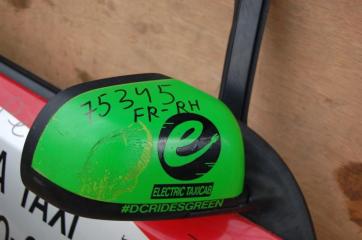 75345
FR-RH
e
ELECTRIC TAXICAB
#DCRIDESGREEN
A TAXI